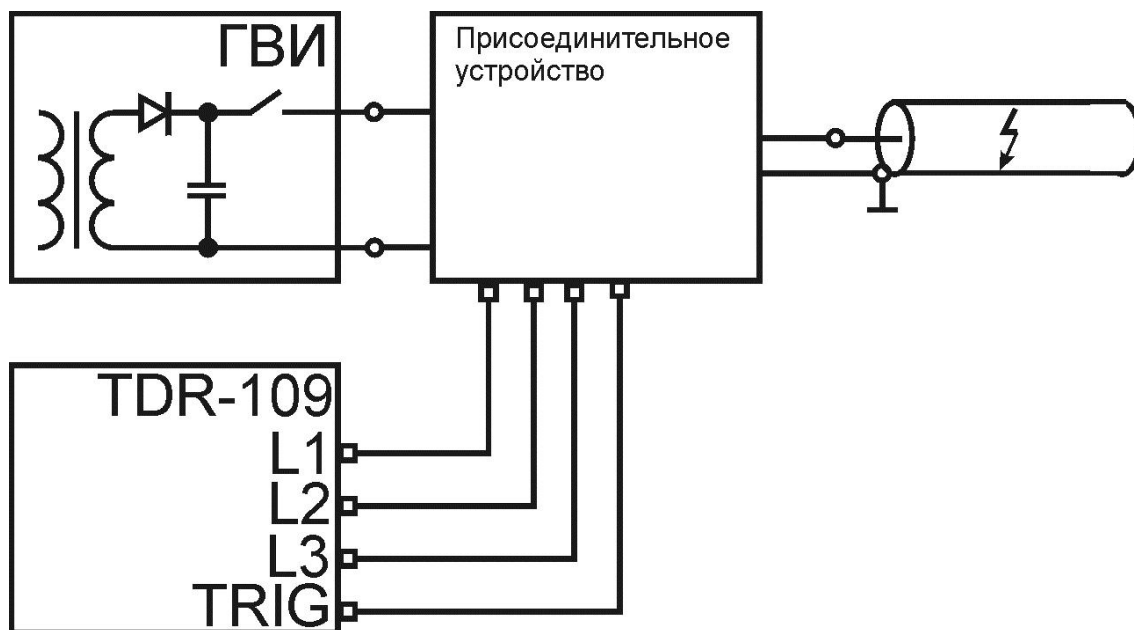 ГВИ
Присоединительное
устройство
TDR-109
L1
L2
L3
TRIG